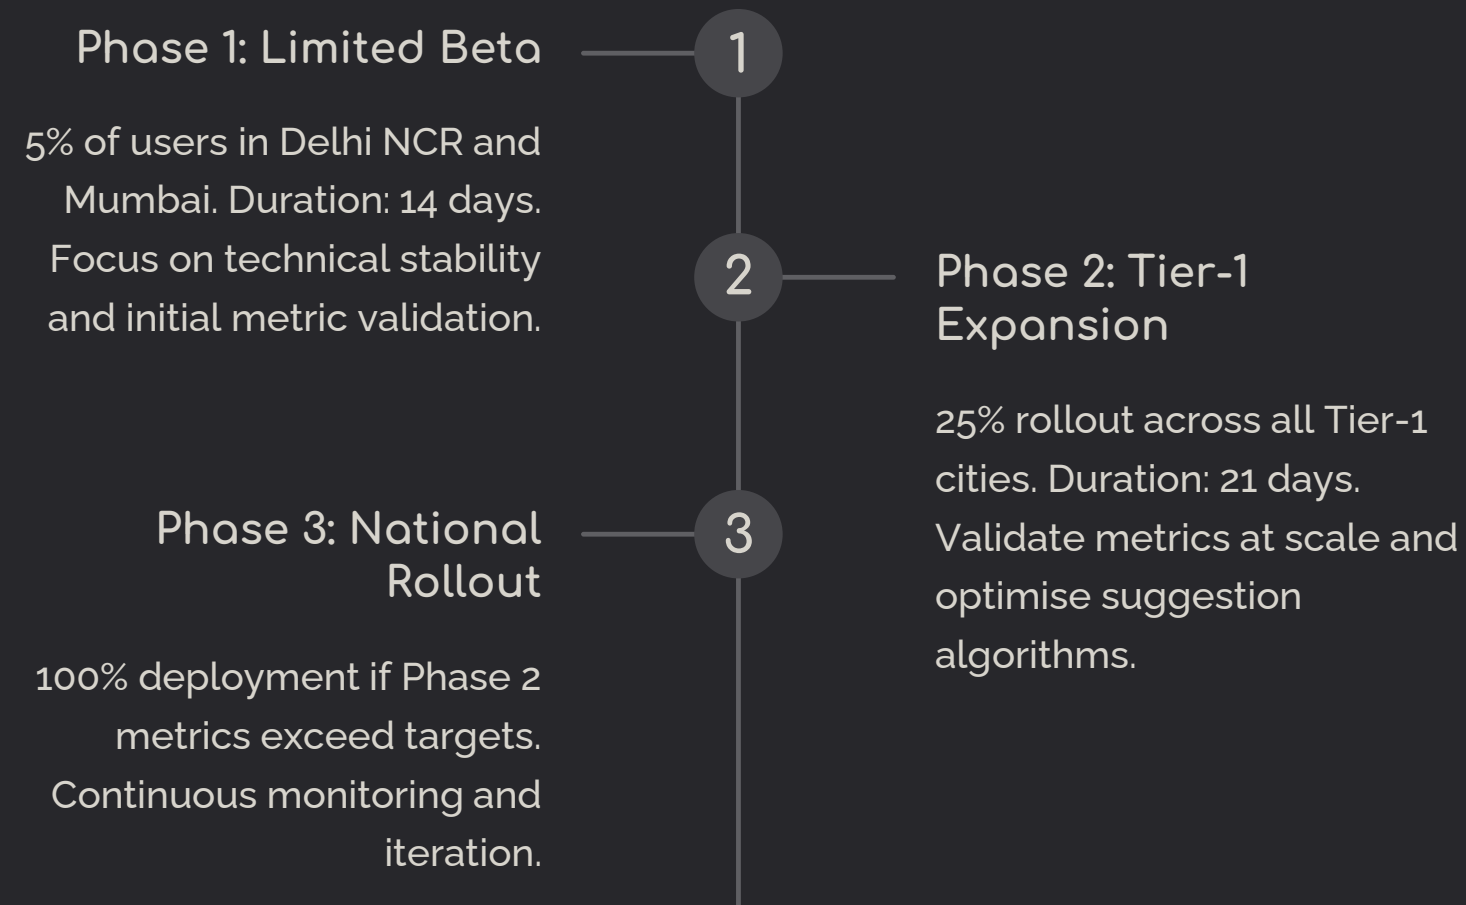 Phase 1: Limited Beta
1
5% of users in Delhi NCR and
Mumbai. Duration: 14 days.
Focus on technical stability
and initial metric validation.
2
Phase 2: Tier-1
Expansion
25% rollout across all Tier-1
cities. Duration: 21 days.
Validate metrics at scale and
optimise suggestion
algorithms.
Phase 3: National
Rollout
3
100% deployment if Phase 2
metrics exceed targets.
Continuous monitoring and
iteration.